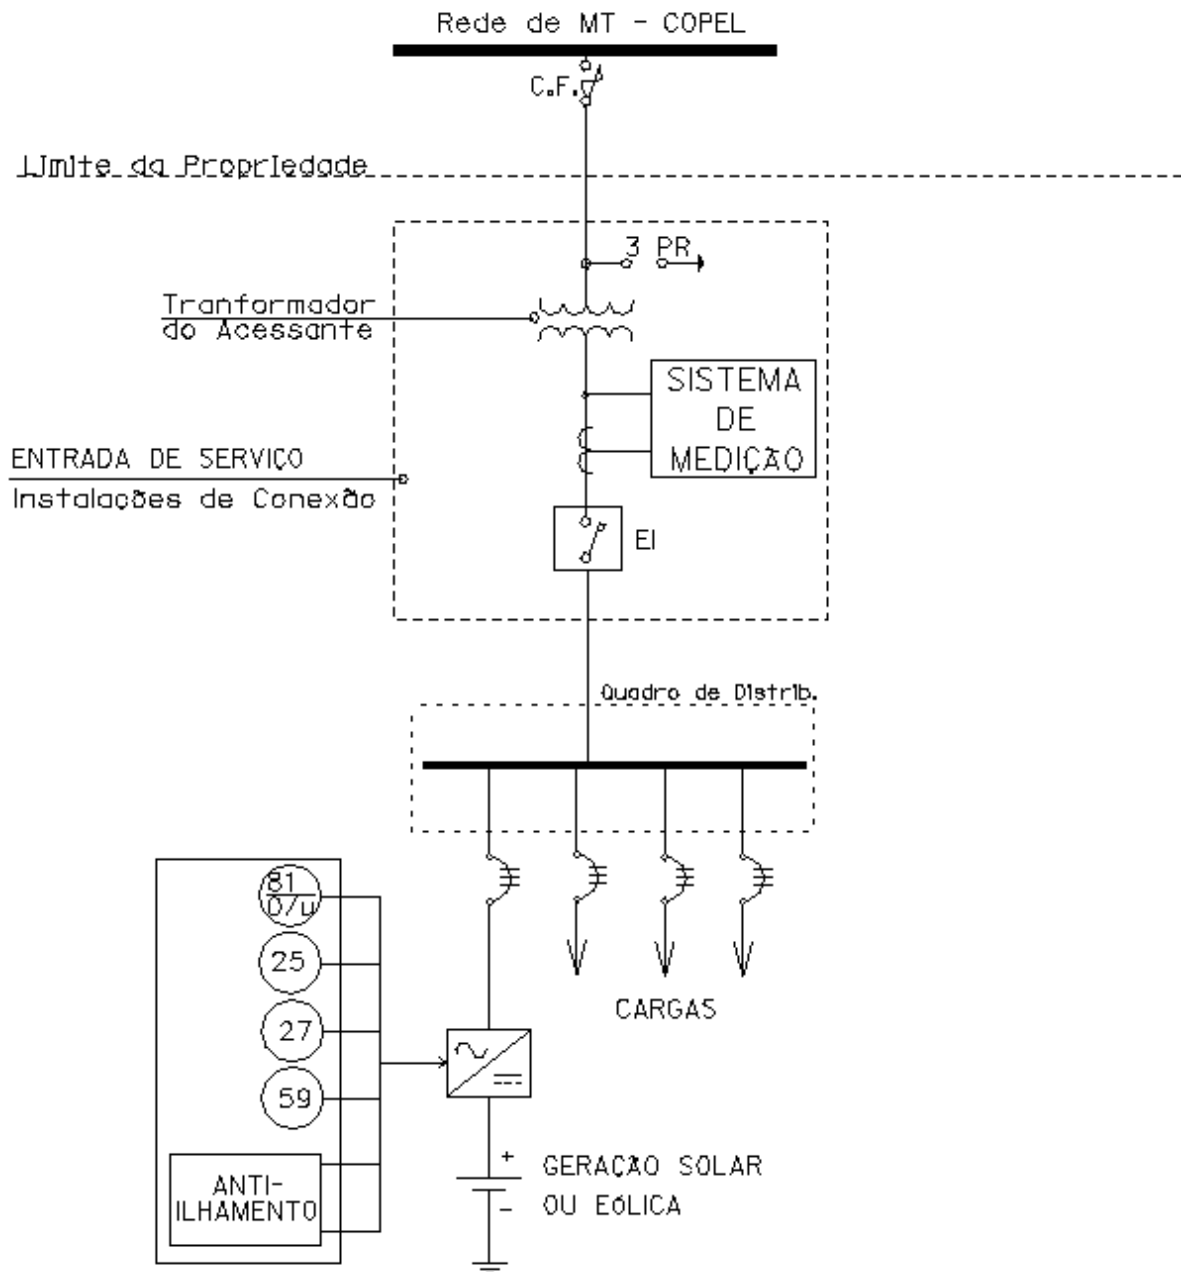 Rede de MT - COPEL
C.F.
Limite da Propriedade
3 PR
Tranformador
do Acessante
SISTEMA
DE
MEDIÇÃO
ENTRADA DE SERVIÇO
Instalações de Conexão
EI
Quadro de Distrib.
81
O/u
25
27
59
ANTI-
ILHAMENTO
CARGAS
+
GERAÇÃO SOLAR
OU EÓLICA
-